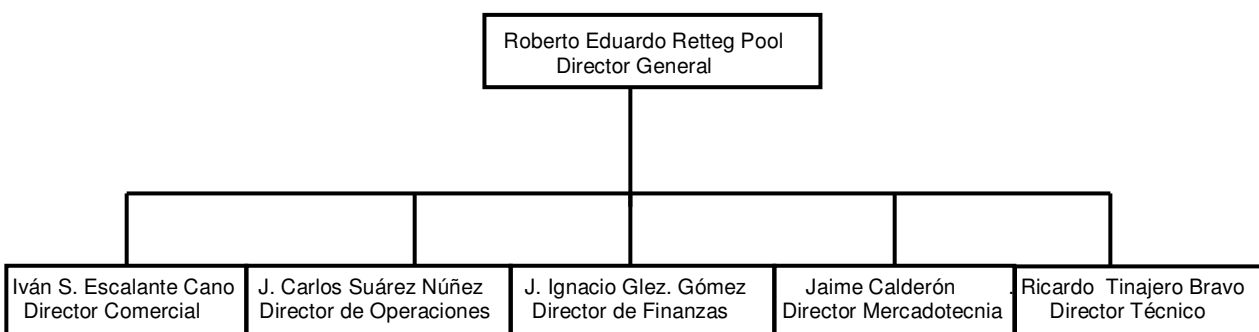 Roberto Eduardo Retteg Pool
Director General
Iván S. Escalante Cano
Director Comercial
J. Carlos Suárez Núñez
Director de Operaciones
J. Ignacio Glez. Gómez
Director de Finanzas
Jaime Calderón
Director Mercadotecnia
. Ricardo Tinajero Bravo
Director Técnico